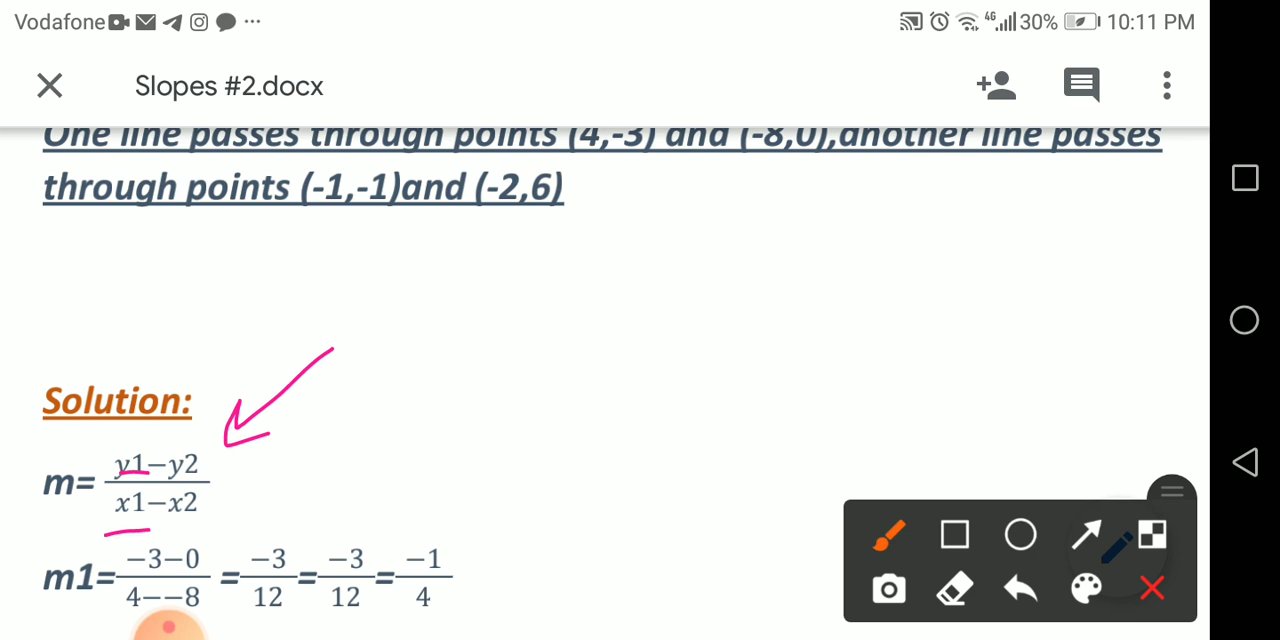 Vodafone ... 4G 30% 10:11 PM
Slopes #2.docx
One line passes through points (4,-3) and (-8,0),another line passes
through points (-1,-1)and (-2,6)
Solution:
m= y1−y2 / x1−x2
m1= −3−0 / 4−−8 = −3 / 12 = −3 / 12 = −1 / 4